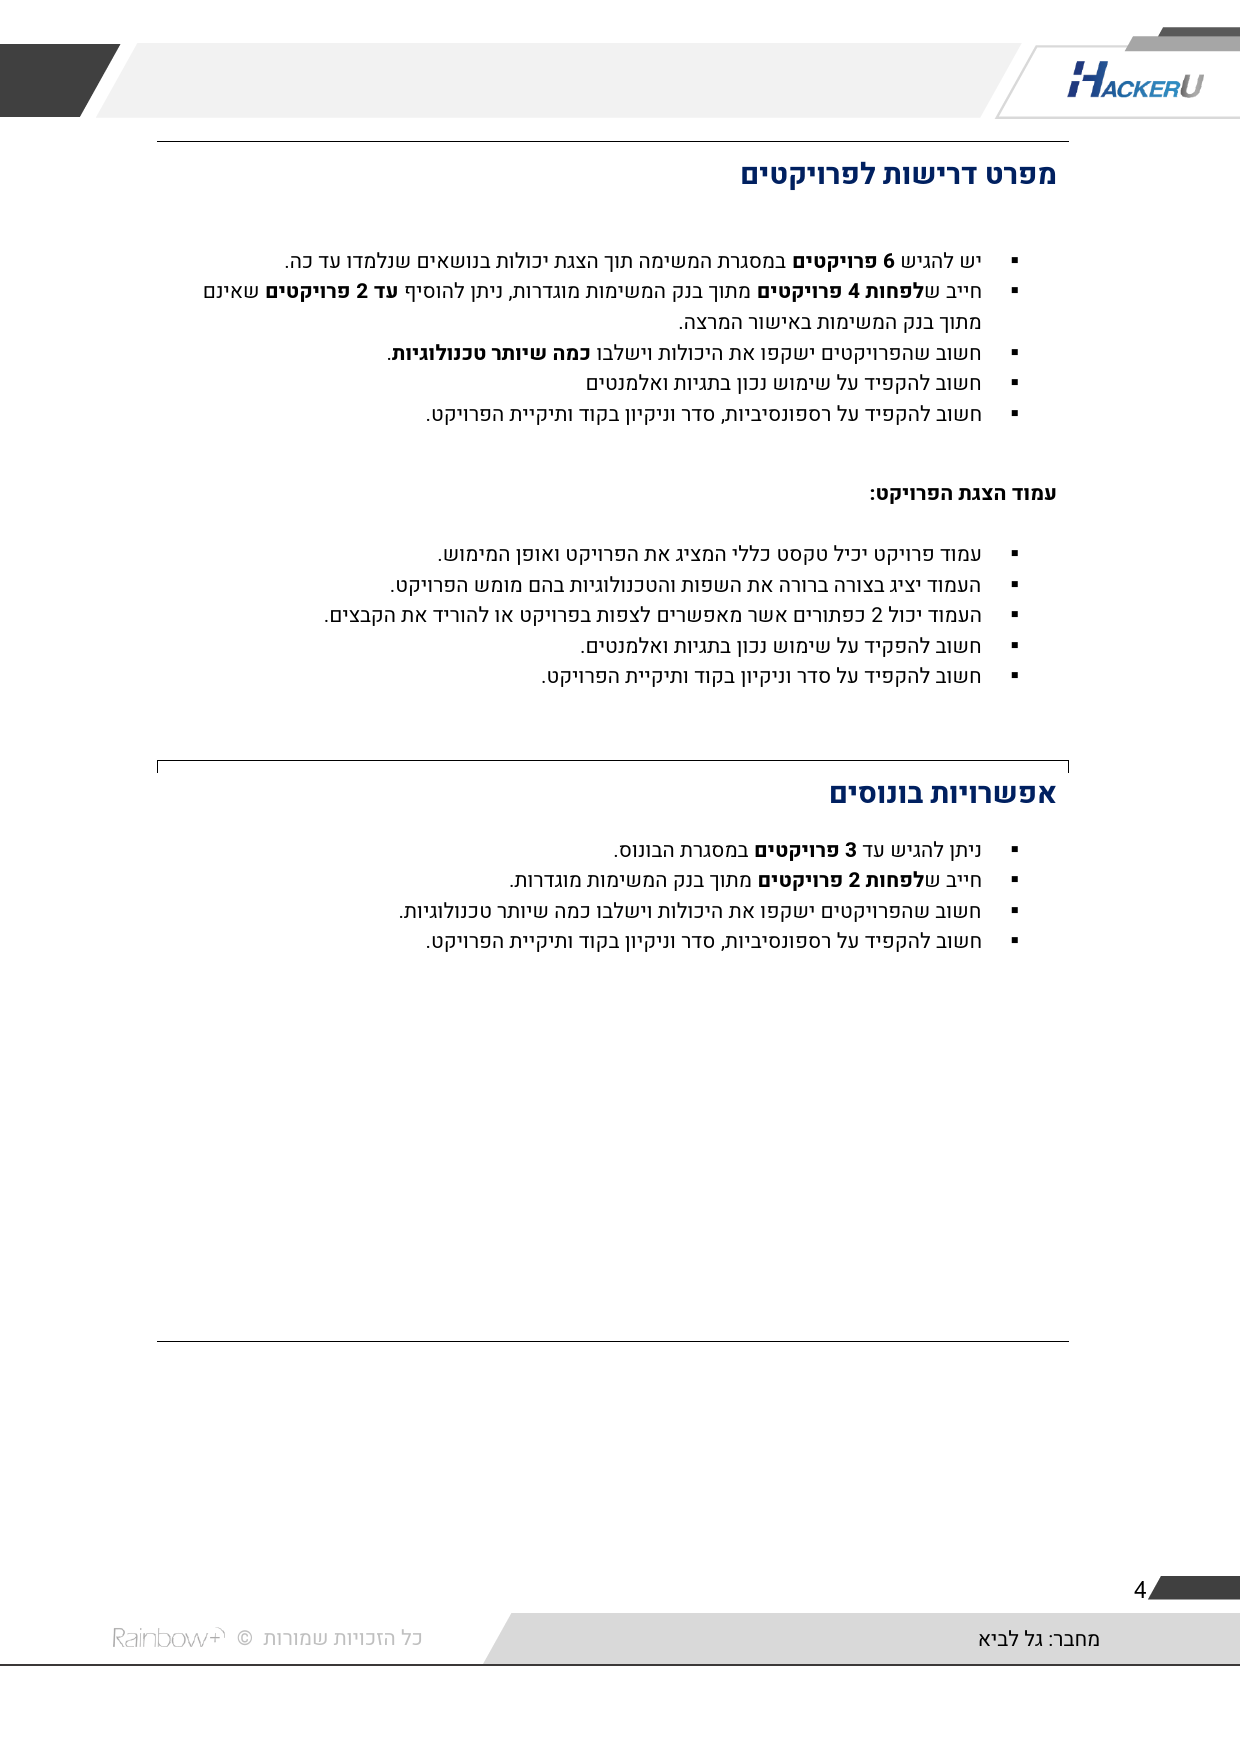 HACKERU
מפרט דרישות לפרויקטים
▪ יש להגיש 6 פרויקטים במסגרת המשימה תוך הצגת יכולות בנושאים שנלמדו עד כה.
▪ חייב שלפחות 4 פרויקטים מתוך בנק המשימות מוגדרות, ניתן להוסיף עד 2 פרויקטים שאינם
מתוך בנק המשימות באישור המרצה.
▪ חשוב שהפרויקטים ישקפו את היכולות וישלבו כמה שיותר טכנולוגיות.
▪ חשוב להקפיד על שימוש נכון בתגיות ואלמנטים
▪ חשוב להקפיד על רספונסיביות, סדר וניקיון בקוד ותיקיית הפרויקט.
עמוד הצגת הפרויקט:
▪ עמוד פרויקט יכיל טקסט כללי המציג את הפרויקט ואופן המימוש.
▪ העמוד יציג בצורה ברורה את השפות והטכנולוגיות בהם מומש הפרויקט.
▪ העמוד יכול 2 כפתורים אשר מאפשרים לצפות בפרויקט או להוריד את הקבצים.
▪ חשוב להפקיד על שימוש נכון בתגיות ואלמנטים.
▪ חשוב להקפיד על סדר וניקיון בקוד ותיקיית הפרויקט.
אפשרויות בונוסים
▪ ניתן להגיש עד 3 פרויקטים במסגרת הבונוס.
▪ חייב שלפחות 2 פרויקטים מתוך בנק המשימות מוגדרות.
▪ חשוב שהפרויקטים ישקפו את היכולות וישלבו כמה שיותר טכנולוגיות.
▪ חשוב להקפיד על רספונסיביות, סדר וניקיון בקוד ותיקיית הפרויקט.
4
מחבר: גל לביא
כל הזכויות שמורות © Rainbow+